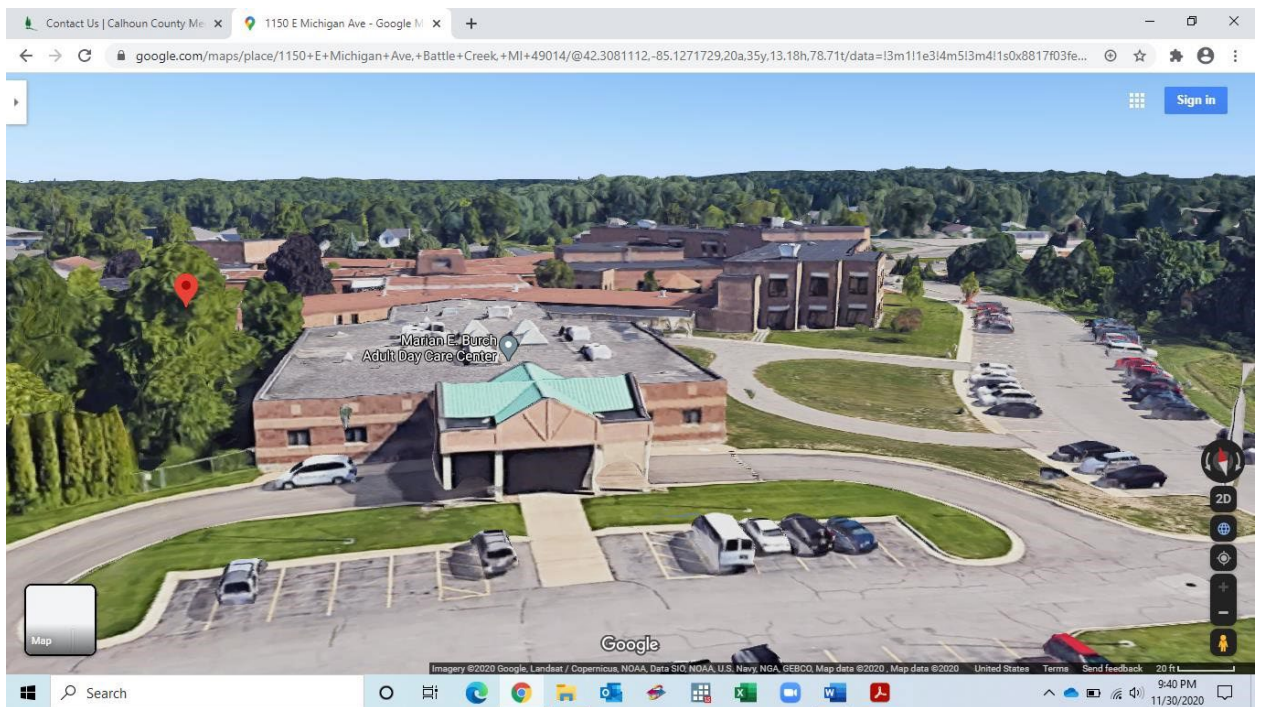 Contact Us | Calhoun County Me
1150 E Michigan Ave - Google M
google.com/maps/place/1150+E+Michigan+Ave,+Battle+Creek,+MI+49014/@42.3081112,-85.1271729,20a,35y,13.18h,78.71t/data=!3m1!1e3!4m5!3m4!1s0x8817f03fe...
Sign in
Marian E. Burch
Adult Day Care Center
2D
Map
Google
Imagery ©2020 Google, Landsat / Copernicus, NOAA, Data SIO, NOAA, U.S. Navy, NGA, GEBCO, Map data ©2020 , Map data ©2020 United States Terms Send feedback 20 ft
Search
9:40 PM
11/30/2020